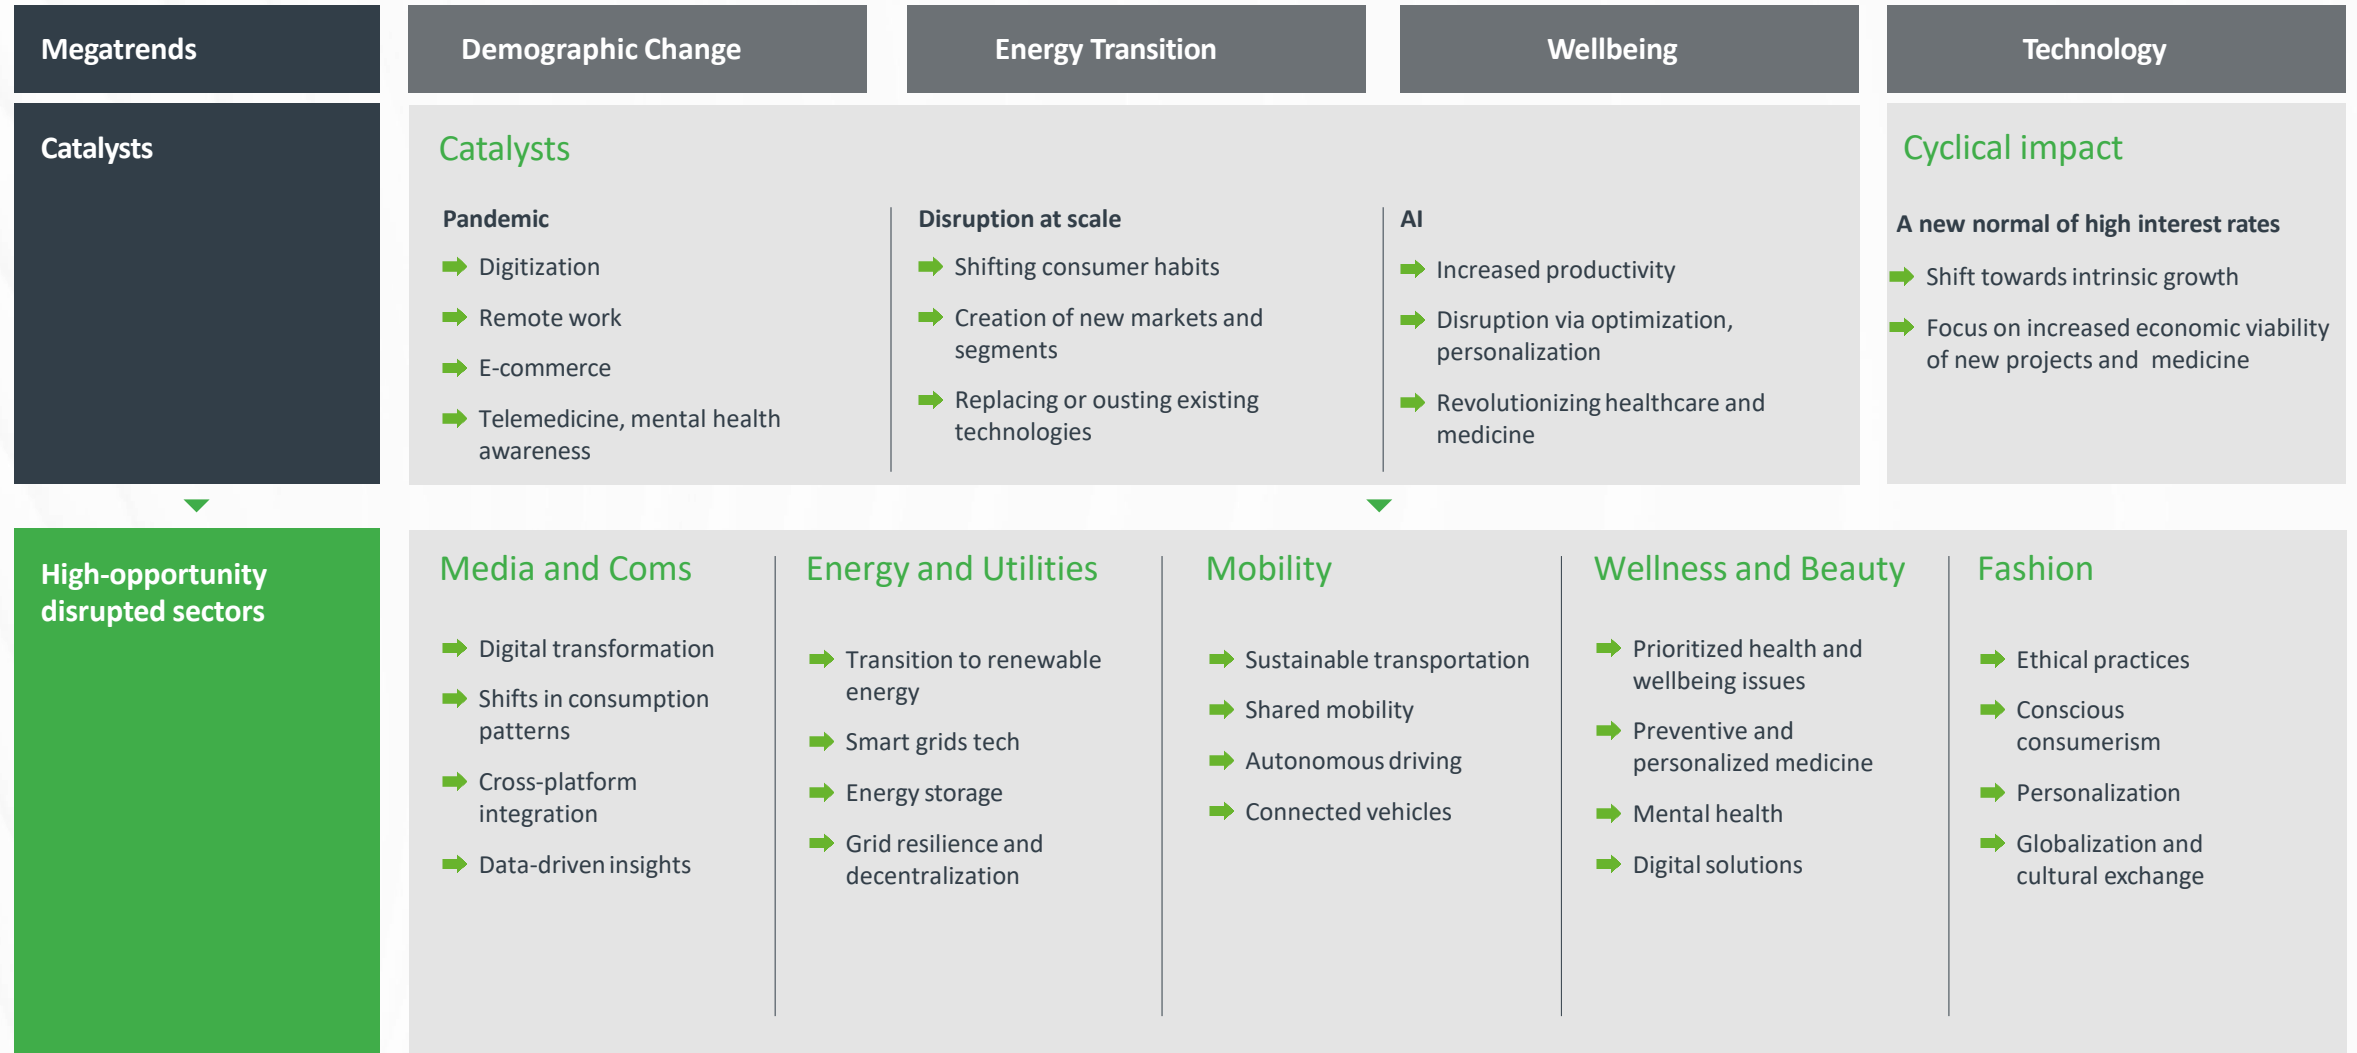 Megatrends
Demographic Change
Energy Transition
Wellbeing
Technology
Catalysts
Catalysts
Pandemic
Digitization
Remote work
E-commerce
Telemedicine, mental health
awareness
Disruption at scale
Shifting consumer habits
Creation of new markets and
segments
Replacing or ousting existing
technologies
AI
Increased productivity
Disruption via optimization,
personalization
Revolutionizing healthcare and
medicine
Cyclical impact
A new normal of high interest rates
Shift towards intrinsic growth
Focus on increased economic viability
of new projects and medicine
High-opportunity
disrupted sectors
Media and Coms
Digital transformation
Shifts in consumption
patterns
Cross-platform
integration
Data-driven insights
Energy and Utilities
Transition to renewable
energy
Smart grids tech
Energy storage
Grid resilience and
decentralization
Mobility
Sustainable transportation
Shared mobility
Autonomous driving
Connected vehicles
Wellness and Beauty
Prioritized health and
wellbeing issues
Preventive and
personalized medicine
Mental health
Digital solutions
Fashion
Ethical practices
Conscious
consumerism
Personalization
Globalization and
cultural exchange